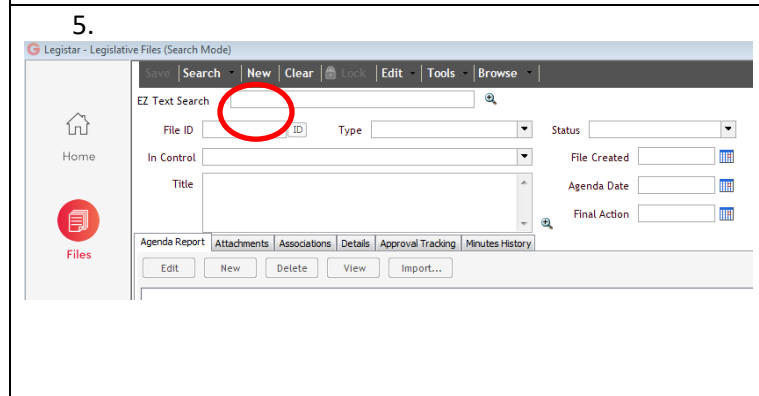 5.
G Legistar - Legislative Files (Search Mode)
Save Search New Clear Lock Edit Tools Browse
EZ Text Search
File ID ID Type Status
Home In Control File Created
Title Agenda Date
Final Action
Files
Agenda Report Attachments Associations Details Approval Tracking Minutes History
Edit New Delete View Import...